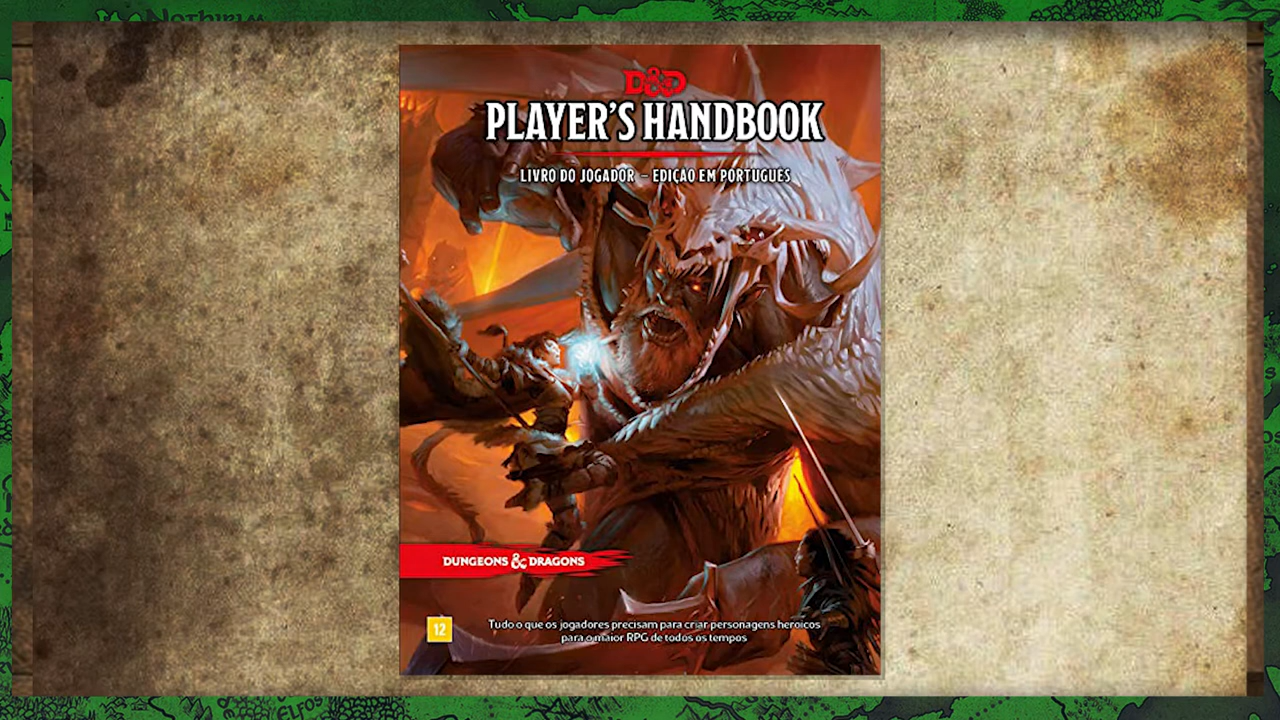 D&D
PLAYER'S HANDBOOK
LIVRO DO JOGADOR – EDIÇÃO EM PORTUGUÊS
DUNGEONS & DRAGONS
12
Tudo o que os jogadores precisam para criar personagens heroicos
para o maior RPG de todos os tempos
ELFOS